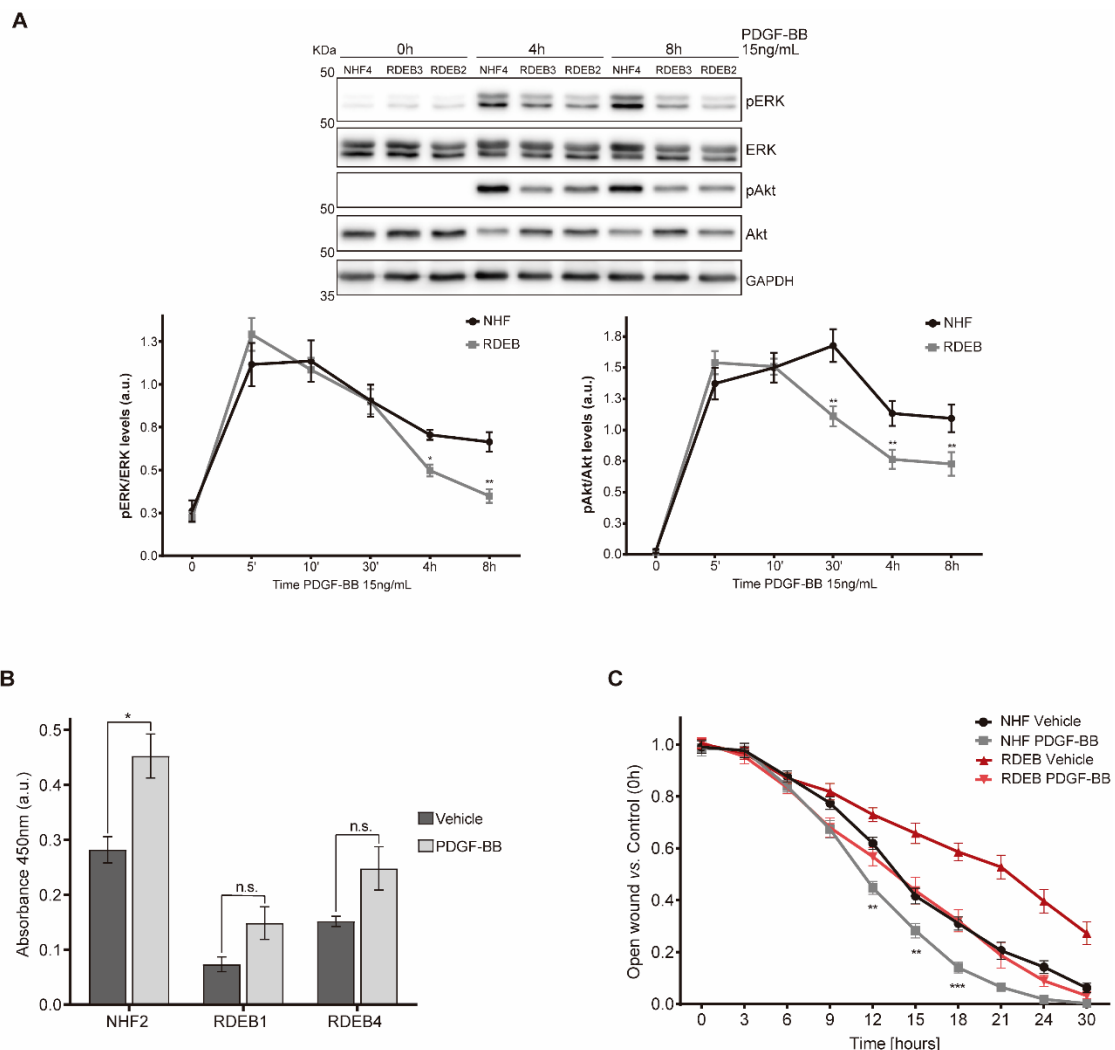 A
PDGF-BB
KDa 0h 4h 8h 15ng/mL
50 NHF4 RDEB3 RDEB2 NHF4 RDEB3 RDEB2 NHF4 RDEB3 RDEB2
pERK
50
ERK
pAkt
50
Akt
50
GAPDH
35
NHF
RDEB
1.3
1.0
0.8
0.5
0.3
0.0
pERK/ERK levels (a.u.)
*
**
0 5' 10' 30' 4h 8h
Time PDGF-BB 15ng/mL
NHF
RDEB
1.8
1.5
1.3
1.0
1.8
0.5
0.3
0.0
pAkt/Akt levels (a.u.)
**
**
**
0 5' 10' 30' 4h 8h
Time PDGF-BB 15ng/mL
B
0.5
0.4
0.3
0.2
0.1
0.0
Absorbance 450nm (a.u.)
*
n.s.
n.s.
Vehicle
PDGF-BB
NHF2 RDEB1 RDEB4
C
NHF Vehicle
NHF PDGF-BB
RDEB Vehicle
RDEB PDGF-BB
1.0
0.8
0.6
0.4
0.2
0.0
Open wound vs. Control (0h)
**
**
***
0 3 6 9 12 15 18 21 24 30
Time [hours]